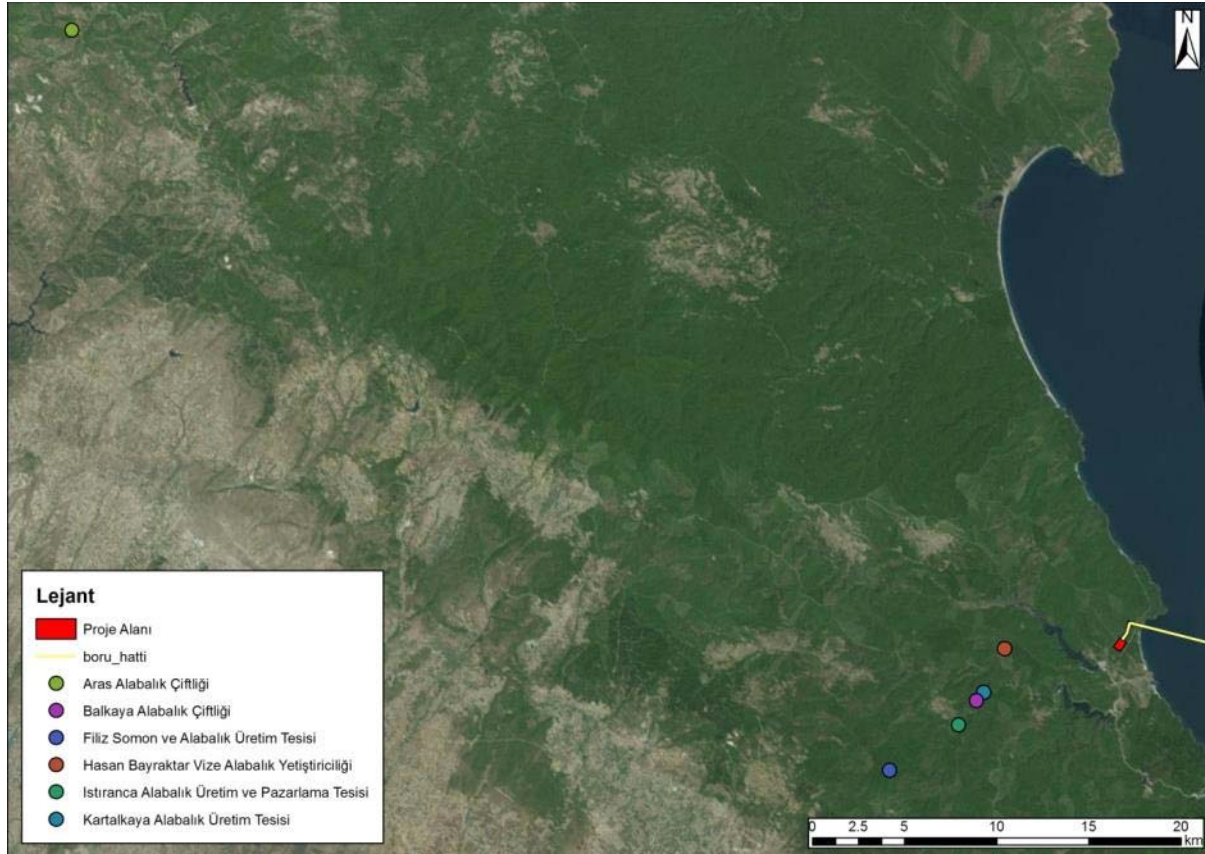 N
Lejant
Proje Alanı
boru_hatti
Aras Alabalık Çiftliği
Balkaya Alabalık Çiftliği
Filiz Somon ve Alabalık Üretim Tesisi
Hasan Bayraktar Vize Alabalık Yetiştiriciliği
Istıranca Alabalık Üretim ve Pazarlama Tesisi
Kartalkaya Alabalık Üretim Tesisi
0 2.5 5 10 15 20
km